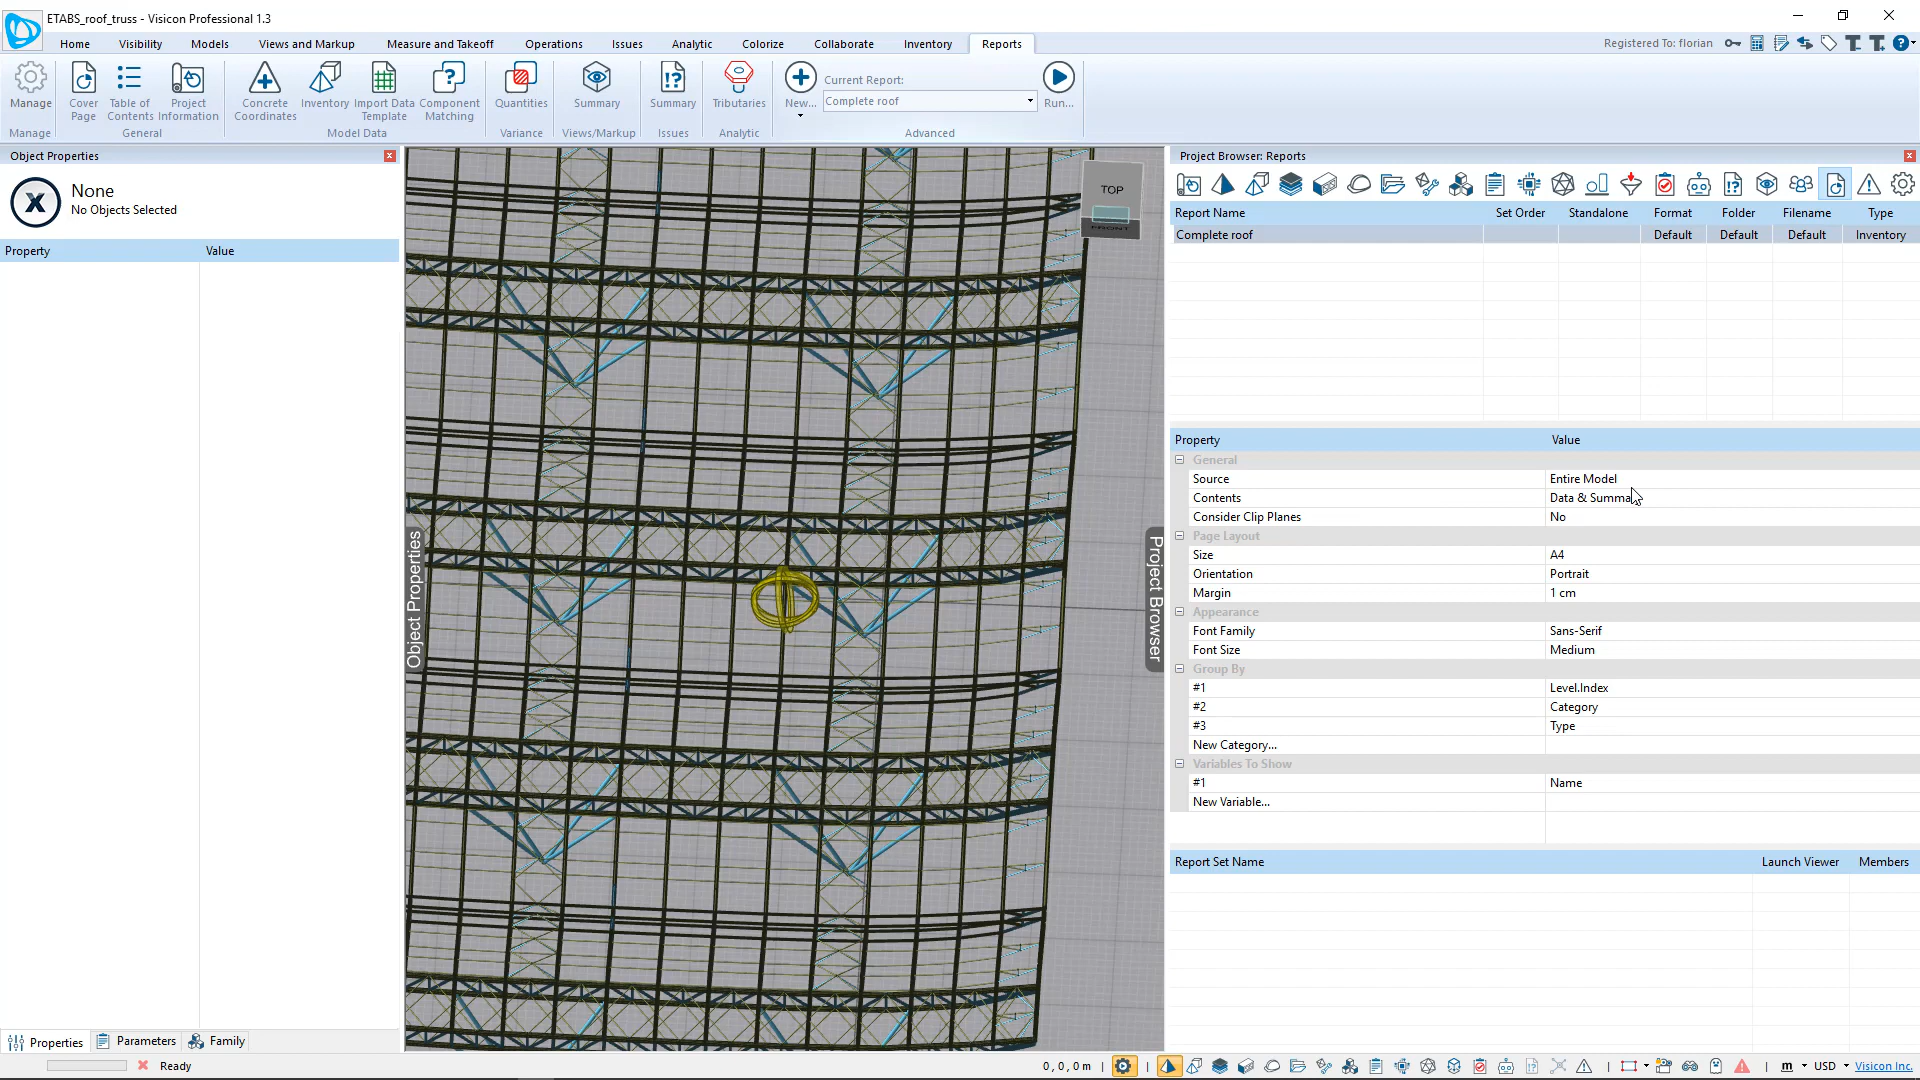 ETABS_roof_truss - Visicon Professional 1.3
Home Visibility Models Views and Markup Measure and Takeoff Operations Issues Analytic Colorize Collaborate Inventory Reports Registered To: florian
Manage Cover Page Table of Contents Project Information Concrete Coordinates Inventory Import Data Template Component Matching Quantities Summary Summary Tributaries New... Current Report: Complete roof Run...
Manage General Model Data Variance Views/Markup Issues Analytic Advanced
Object Properties
None
No Objects Selected
Property Value
TOP
FRONT
Object Properties
Project Browser
Project Browser: Reports
Report Name Set Order Standalone Format Folder Filename Type
Complete roof Default Default Default Inventory
Property Value
General
Source Entire Model
Contents Data & Summa
Consider Clip Planes No
Page Layout
Size A4
Orientation Portrait
Margin 1 cm
Appearance
Font Family Sans-Serif
Font Size Medium
Group By
#1 Level.Index
#2 Category
#3 Type
New Category...
Variables To Show
#1 Name
New Variable...
Report Set Name Launch Viewer Members
Properties Parameters Family
Ready 0, 0, 0 m m USD Visicon Inc.